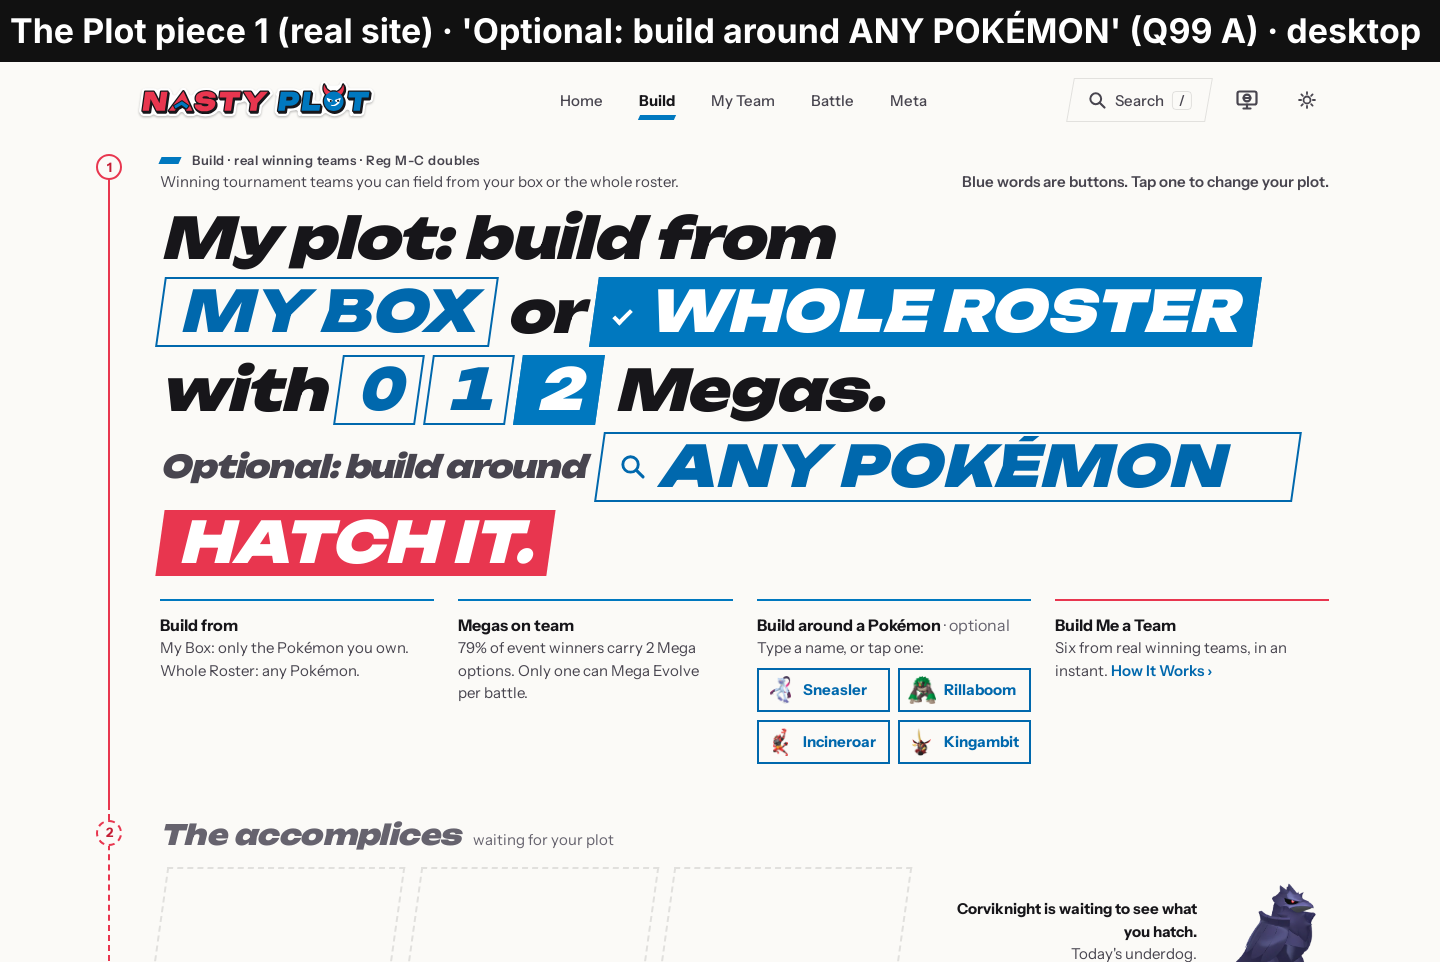 The Plot piece 1 (real site) · 'Optional: build around ANY POKÉMON' (Q99 A) · desktop
NASTY PLOT
Home
Build
My Team
Battle
Meta
Search /
1
Build · real winning teams · Reg M-C doubles
Winning tournament teams you can field from your box or the whole roster.
Blue words are buttons. Tap one to change your plot.
My plot: build from
MY BOX or WHOLE ROSTER
with 0 1 2 Megas.
Optional: build around ANY POKÉMON
HATCH IT.
Build from
My Box: only the Pokémon you own.
Whole Roster: any Pokémon.
Megas on team
79% of event winners carry 2 Mega
options. Only one can Mega Evolve
per battle.
Build around a Pokémon · optional
Type a name, or tap one:
Sneasler
Rillaboom
Incineroar
Kingambit
Build Me a Team
Six from real winning teams, in an
instant. How It Works ›
2
The accomplices waiting for your plot
Corviknight is waiting to see what
you hatch.
Today's underdog.